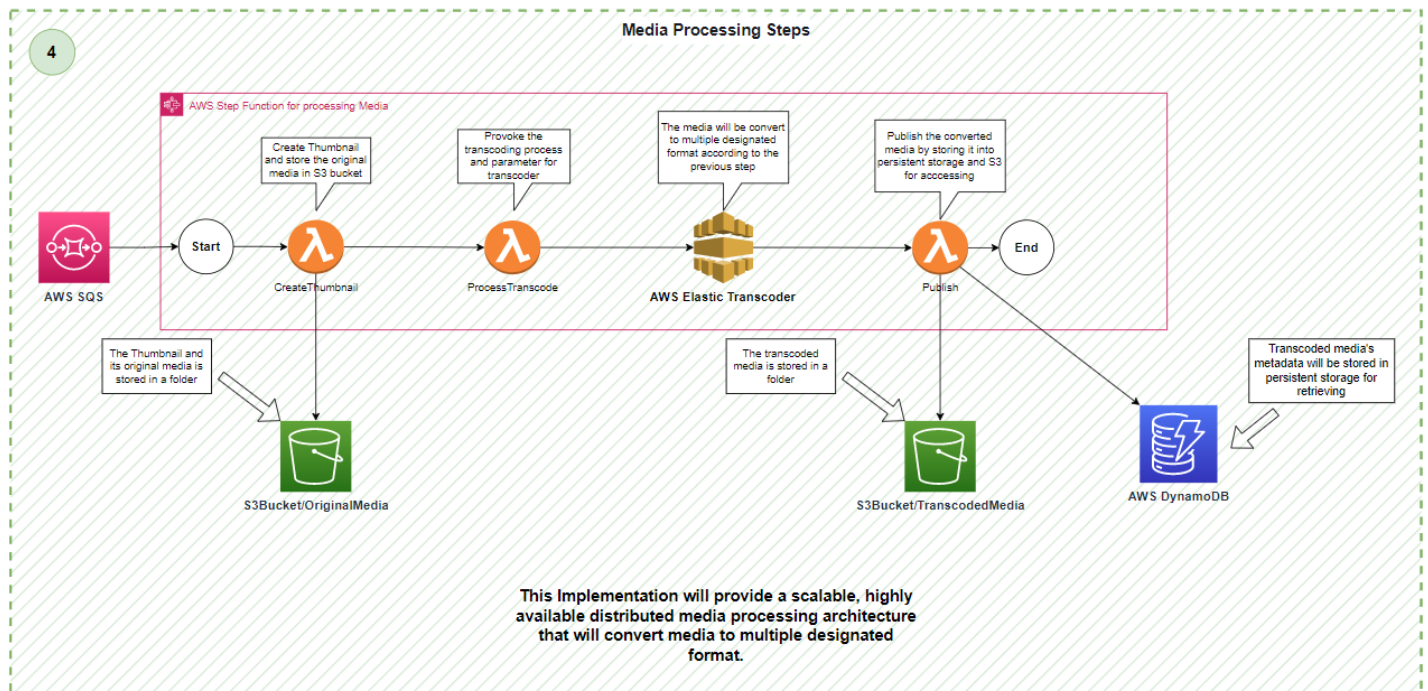 Media Processing Steps
4
AWS Step Function for processing Media
Create Thumbnail
and store the original
media in S3 bucket
Provoke the
transcoding process
and parameter for
transcoder
The media will be convert
to multiple designated
format according to the
previous step
Publish the converted
media by storing it into
persistent storage and S3
for acccessing
Start
End
AWS SQS
CreateThumbnail
ProcessTranscode
AWS Elastic Transcoder
Publish
The Thumbnail and
its original media is
stored in a folder
The transcoded
media is stored in a
folder
Transcoded media's
metadata will be stored in
persistent storage for
retrieving
S3Bucket/OriginalMedia
S3Bucket/TranscodedMedia
AWS DynamoDB
This Implementation will provide a scalable, highly
available distributed media processing architecture
that will convert media to multiple designated
format.